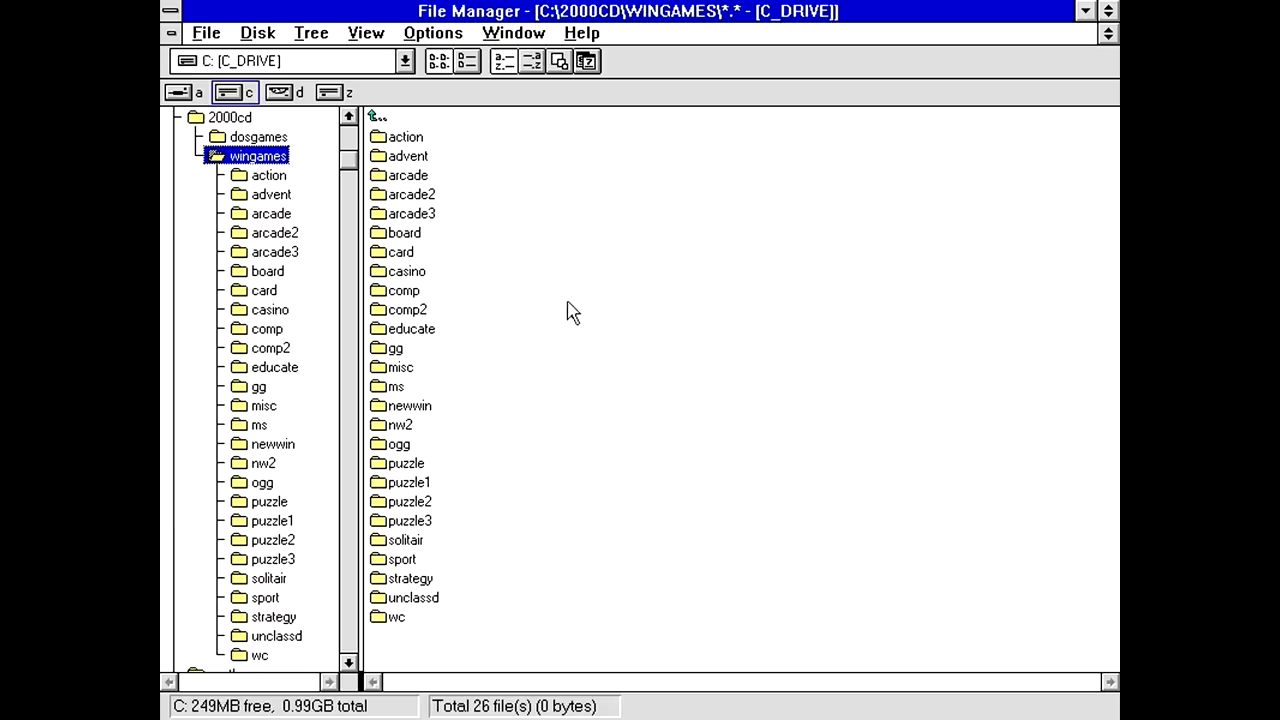 File Manager - [C:\2000CD\WINGAMES\*.* - [C_DRIVE]]
File Disk Tree View Options Window Help
C: [C_DRIVE]
a c d z
2000cd
dosgames
wingames
action
advent
arcade
arcade2
arcade3
board
card
casino
comp
comp2
educate
gg
misc
ms
newwin
nw2
ogg
puzzle
puzzle1
puzzle2
puzzle3
solitair
sport
strategy
unclassd
wc
..
action
advent
arcade
arcade2
arcade3
board
card
casino
comp
comp2
educate
gg
misc
ms
newwin
nw2
ogg
puzzle
puzzle1
puzzle2
puzzle3
solitair
sport
strategy
unclassd
wc
C: 249MB free, 0.99GB total
Total 26 file(s) (0 bytes)